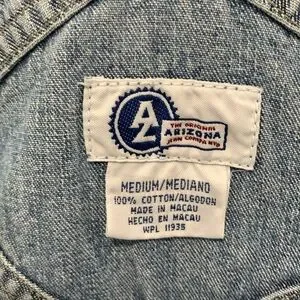 AZ
THE ORIGINAL
ARIZONA
JEAN COMPANY
MEDIUM/MEDIANO
100% COTTON/ALGODON
MADE IN MACAU
HECHO EN MACAU
WPL 11935